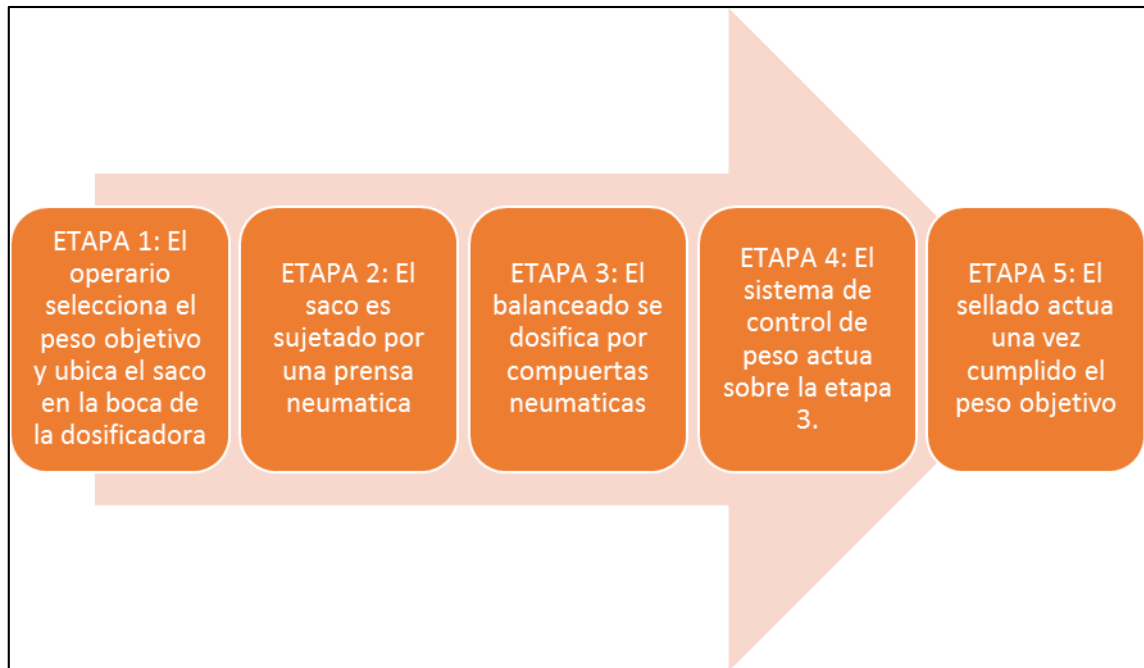 ETAPA 1: El
operario
selecciona el
peso objetivo
y ubica el saco
en la boca de
la dosificadora
ETAPA 2: El
saco es
sujetado por
una prensa
neumatica
ETAPA 3: El
balanceado se
dosifica por
compuertas
neumaticas
ETAPA 4: El
sistema de
control de
peso actua
sobre la etapa
3.
ETAPA 5: El
sellado actua
una vez
cumplido el
peso objetivo